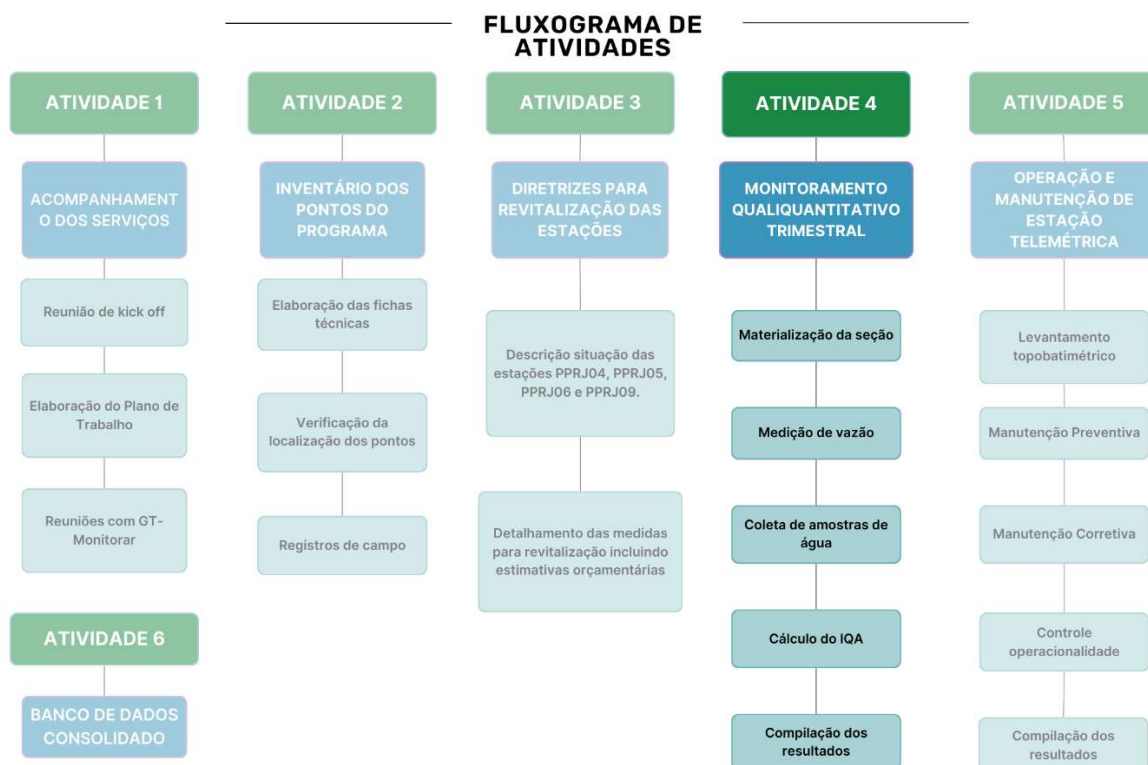 FLUXOGRAMA DE
ATIVIDADES
ATIVIDADE 1
ACOMPANHAMENT
O DOS SERVIÇOS
Reunião de kick off
Elaboração do Plano de
Trabalho
Reuniões com GT-
Monitorar
ATIVIDADE 6
BANCO DE DADOS
CONSOLIDADO
ATIVIDADE 2
INVENTÁRIO DOS
PONTOS DO
PROGRAMA
Elaboração das fichas
técnicas
Verificação da
localização dos pontos
Registros de campo
ATIVIDADE 3
DIRETRIZES PARA
REVITALIZAÇÃO DAS
ESTAÇÕES
Descrição situação das
estações PPRJ04, PPRJ05,
PPRJ06 e PPRJ09.
Detalhamento das medidas
para revitalização incluindo
estimativas orçamentárias
ATIVIDADE 4
MONITORAMENTO
QUALIQUANTITATIVO
TRIMESTRAL
Materialização da seção
Medição de vazão
Coleta de amostras de
água
Cálculo do IQA
Compilação dos
resultados
ATIVIDADE 5
OPERAÇÃO E
MANUTENÇÃO DE
ESTAÇÃO
TELEMÉTRICA
Levantamento
topobatimétrico
Manutenção Preventiva
Manutenção Corretiva
Controle
operacionalidade
Compilação dos
resultados